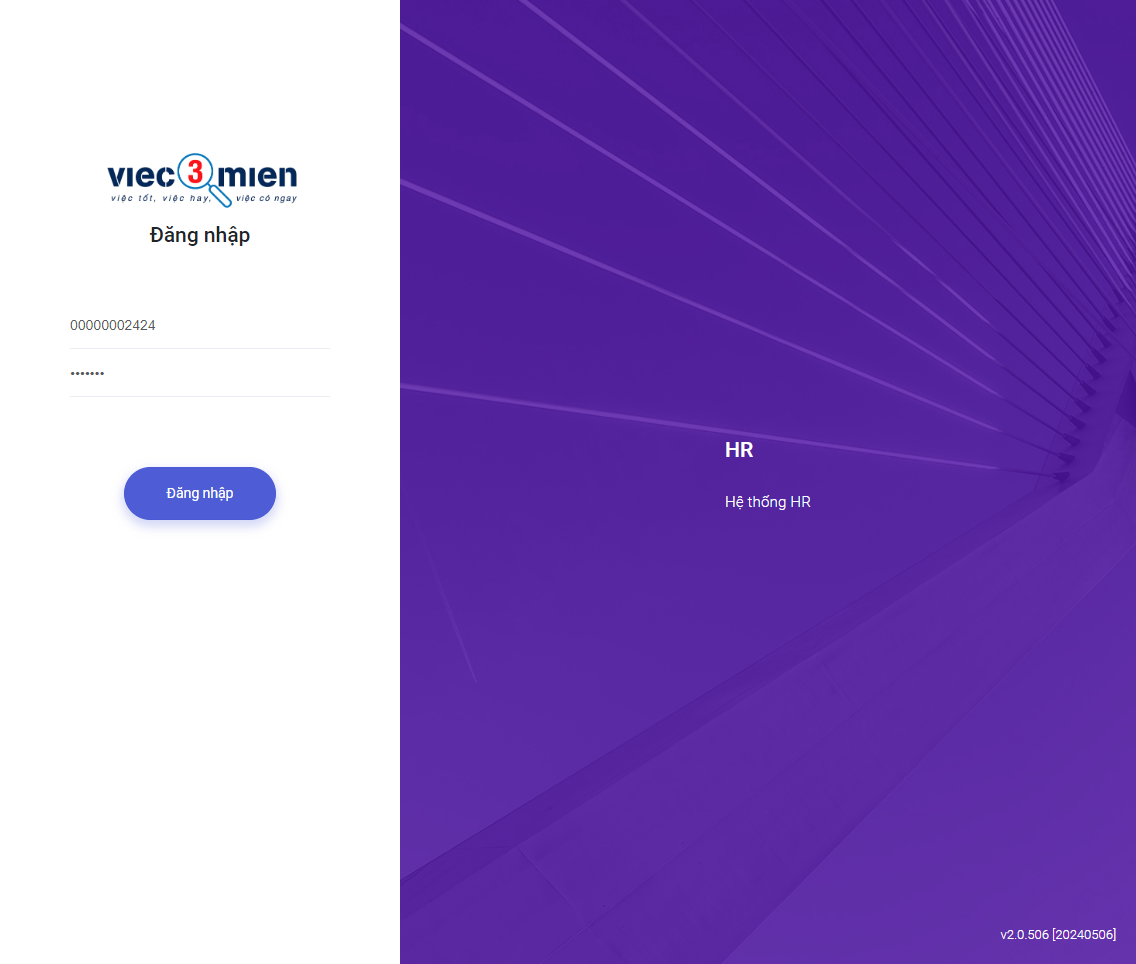 viec3mien
việc tốt, việc hay, việc có ngay
Đăng nhập
00000002424
•••••••
Đăng nhập
HR
Hệ thống HR
v2.0.506 [20240506]